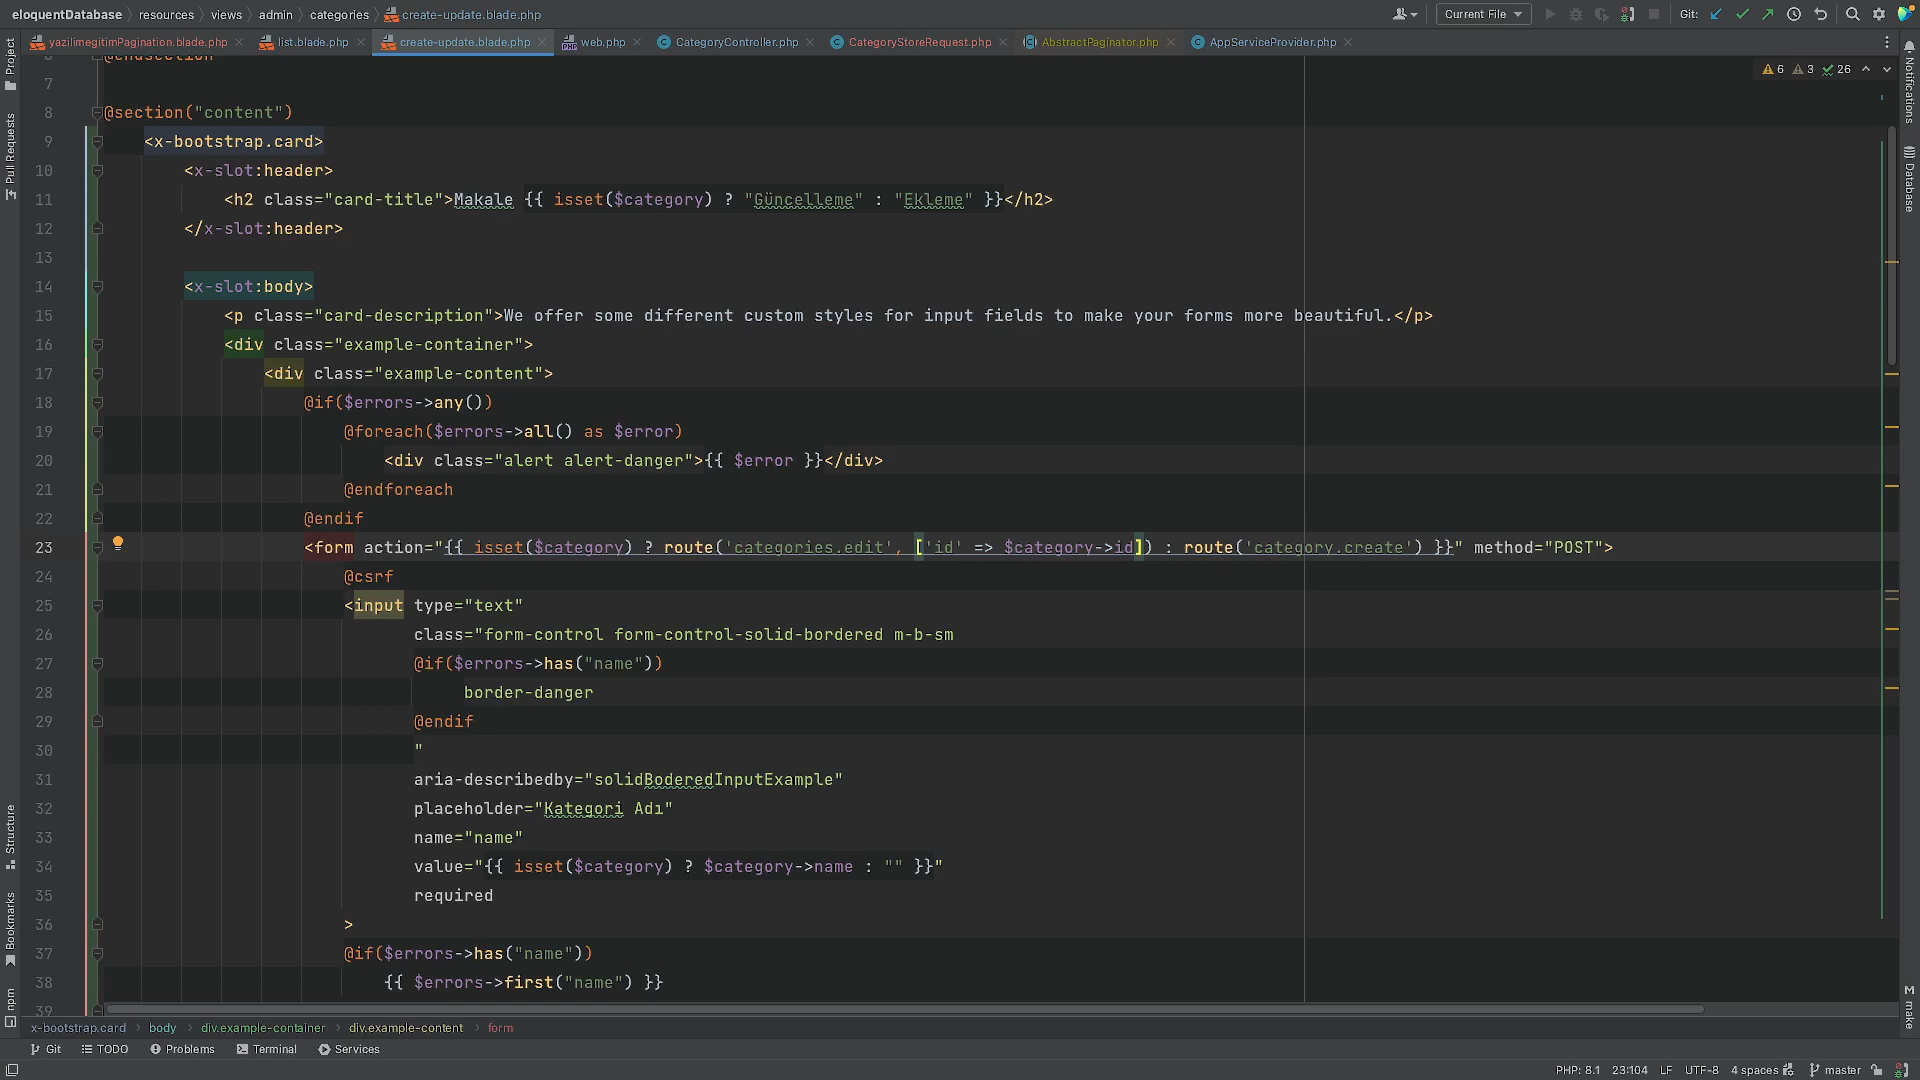 eloquentDatabase resources views admin categories create-update.blade.php Current File Git:
yazilimegitimPagination.blade.php list.blade.php create-update.blade.php web.php CategoryController.php CategoryStoreRequest.php AbstractPaginator.php AppServiceProvider.php
6 3 26
@endsection
7
8 @section("content")
9 <x-bootstrap.card>
10 <x-slot:header>
11 <h2 class="card-title">Makale {{ isset($category) ? "Güncelleme" : "Ekleme" }}</h2>
12 </x-slot:header>
13
14 <x-slot:body>
15 <p class="card-description">We offer some different custom styles for input fields to make your forms more beautiful.</p>
16 <div class="example-container">
17 <div class="example-content">
18 @if($errors->any())
19 @foreach($errors->all() as $error)
20 <div class="alert alert-danger">{{ $error }}</div>
21 @endforeach
22 @endif
23 <form action="{{ isset($category) ? route('categories.edit', ['id' => $category->id]) : route('category.create') }}" method="POST">
24 @csrf
25 <input type="text"
26 class="form-control form-control-solid-bordered m-b-sm
27 @if($errors->has("name"))
28 border-danger
29 @endif
30 "
31 aria-describedby="solidBoderedInputExample"
32 placeholder="Kategori Adı"
33 name="name"
34 value="{{ isset($category) ? $category->name : "" }}"
35 required
36 >
37 @if($errors->has("name"))
38 {{ $errors->first("name") }}
39
x-bootstrap.card body div.example-container div.example-content form
Git TODO Problems Terminal Services
PHP: 8.1 23:104 LF UTF-8 4 spaces master
Project
Pull Requests
Structure
Bookmarks
npm
Notifications
Database
make